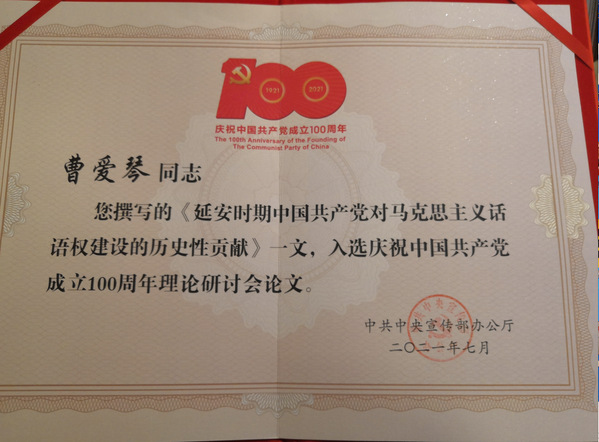 1921 2021
庆祝中国共产党成立100周年
The 100th Anniversary of the Founding of
The Communist Party of China
曹爱琴 同志
您撰写的《延安时期中国共产党对马克思主义话
语权建设的历史性贡献》一文，入选庆祝中国共产党
成立100周年理论研讨会论文。
中共中央宣传部办公厅
二〇二一年七月